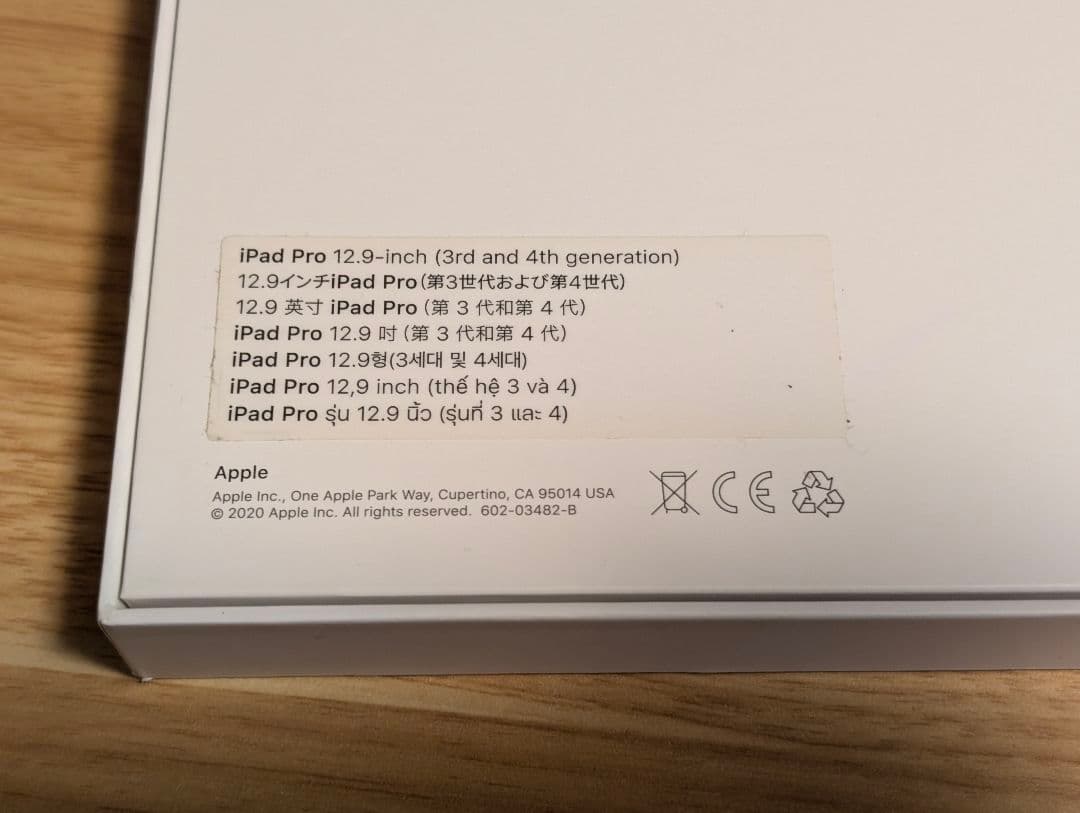 iPad Pro 12.9-inch (3rd and 4th generation)
12.9インチiPad Pro(第3世代および第4世代)
12.9 英寸 iPad Pro (第 3 代和第 4 代)
iPad Pro 12.9 吋 (第 3 代和第 4 代)
iPad Pro 12.9형(3세대 및 4세대)
iPad Pro 12,9 inch (thế hệ 3 và 4)
iPad Pro รุ่น 12.9 นิ้ว (รุ่นที่ 3 และ 4)
Apple
Apple Inc., One Apple Park Way, Cupertino, CA 95014 USA
© 2020 Apple Inc. All rights reserved. 602-03482-B
CE